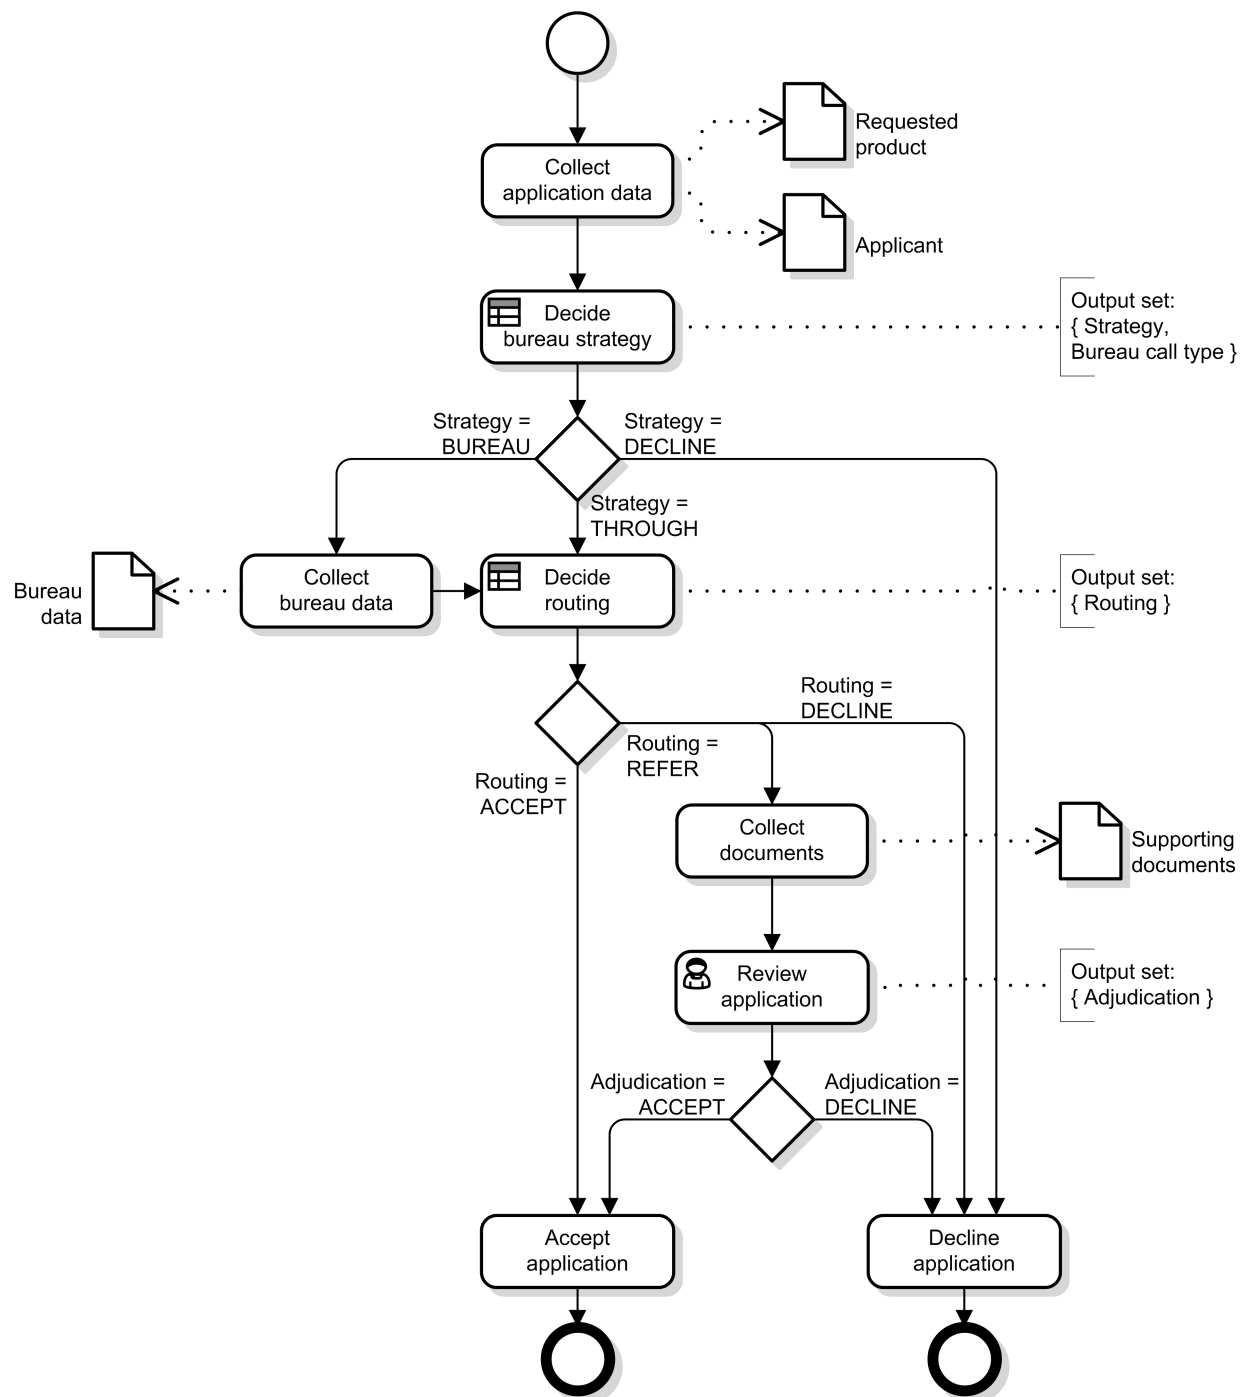 Requested
product
Collect
application data
Applicant
Decide
bureau strategy
Output set:
{ Strategy,
Bureau call type }
Strategy =
BUREAU
Strategy =
DECLINE
Strategy =
THROUGH
Bureau
data
Collect
bureau data
Decide
routing
Output set:
{ Routing }
Routing =
DECLINE
Routing =
REFER
Routing =
ACCEPT
Collect
documents
Supporting
documents
Review
application
Output set:
{ Adjudication }
Adjudication =
ACCEPT
Adjudication =
DECLINE
Accept
application
Decline
application